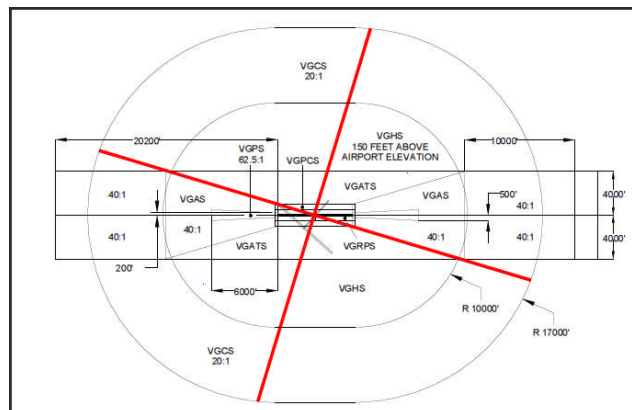 VGCS
20:1
VGHS
150 FEET ABOVE
AIRPORT ELEVATION
20200'
VGPS
62.5:1
VGPCS
10000'
VGATS
40:1
VGAS
VGAS
500'
40:1
4000'
40:1
40:1
VGATS
VGRPS
40:1
40:1
4000'
200'
6000'
VGHS
R 10000'
R 17000'
VGCS
20:1